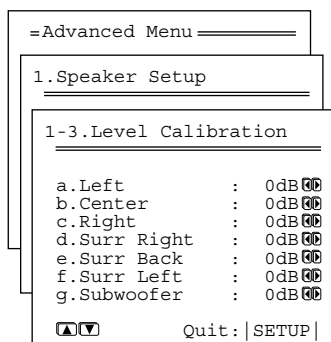 =Advanced Menu
1.Speaker Setup
1-3.Level Calibration
a.Left : 0dB
b.Center : 0dB
c.Right : 0dB
d.Surr Right : 0dB
e.Surr Back : 0dB
f.Surr Left : 0dB
g.Subwoofer : 0dB
Quit:|SETUP|